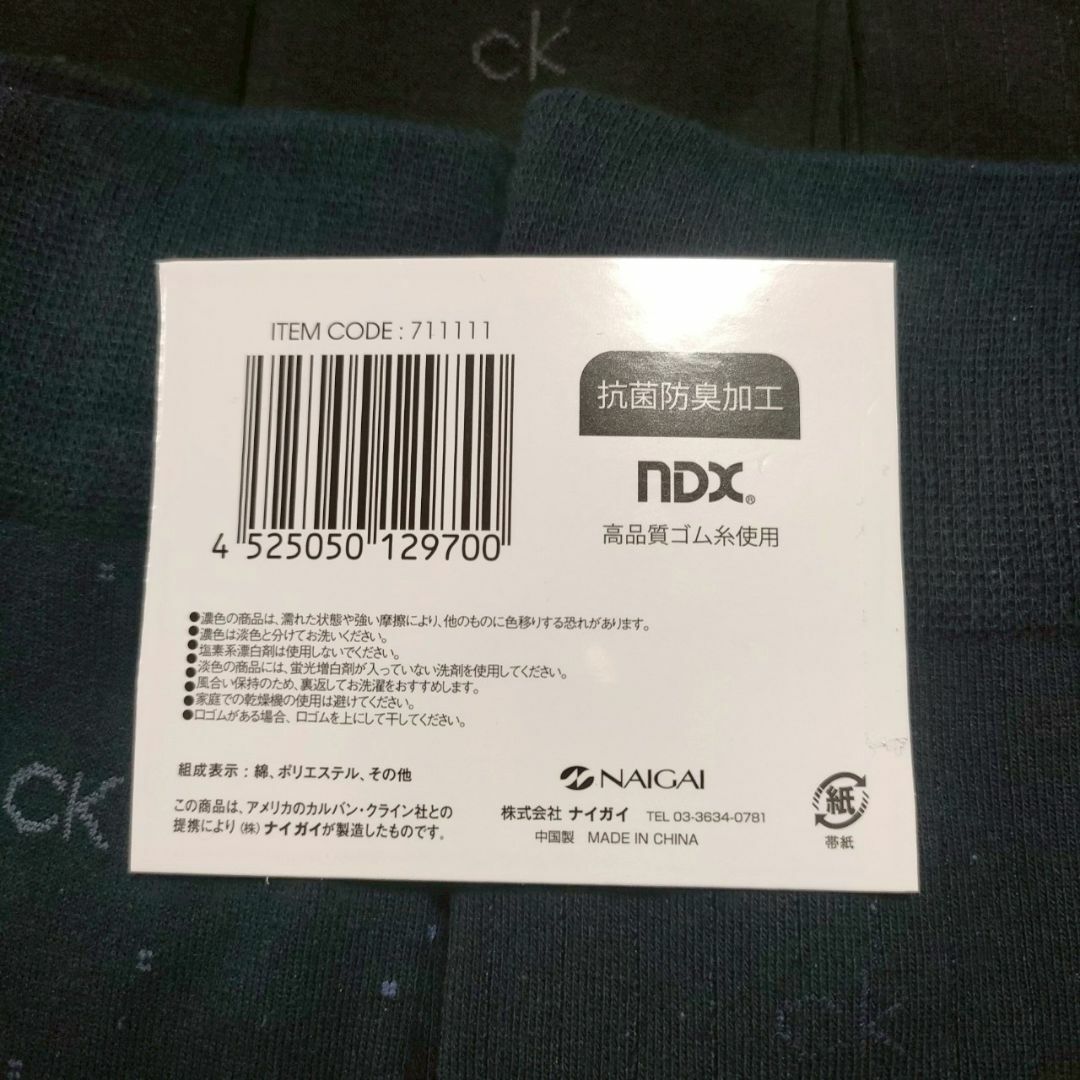 ck
ITEM CODE : 711111
4 525050 129700
抗菌防臭加工
NDX®
高品質ゴム糸使用
●濃色の商品は、濡れた状態や強い摩擦により、他のものに色移りする恐れがあります。
●濃色は淡色と分けてお洗いください。
●塩素系漂白剤は使用しないでください。
●淡色の商品には、蛍光増白剤が入っていない洗剤を使用してください。
●風合い保持のため、裏返してお洗濯をおすすめします。
●家庭での乾燥機の使用は避けてください。
●口ゴムがある場合、口ゴムを上にして干してください。
組成表示 : 綿、ポリエステル、その他
この商品は、アメリカのカルバン・クライン社との
提携により (株) ナイガイが製造したものです。
NAIGAI
株式会社 ナイガイ TEL 03-3634-0781
中国製 MADE IN CHINA
紙
帯紙
ck
ck